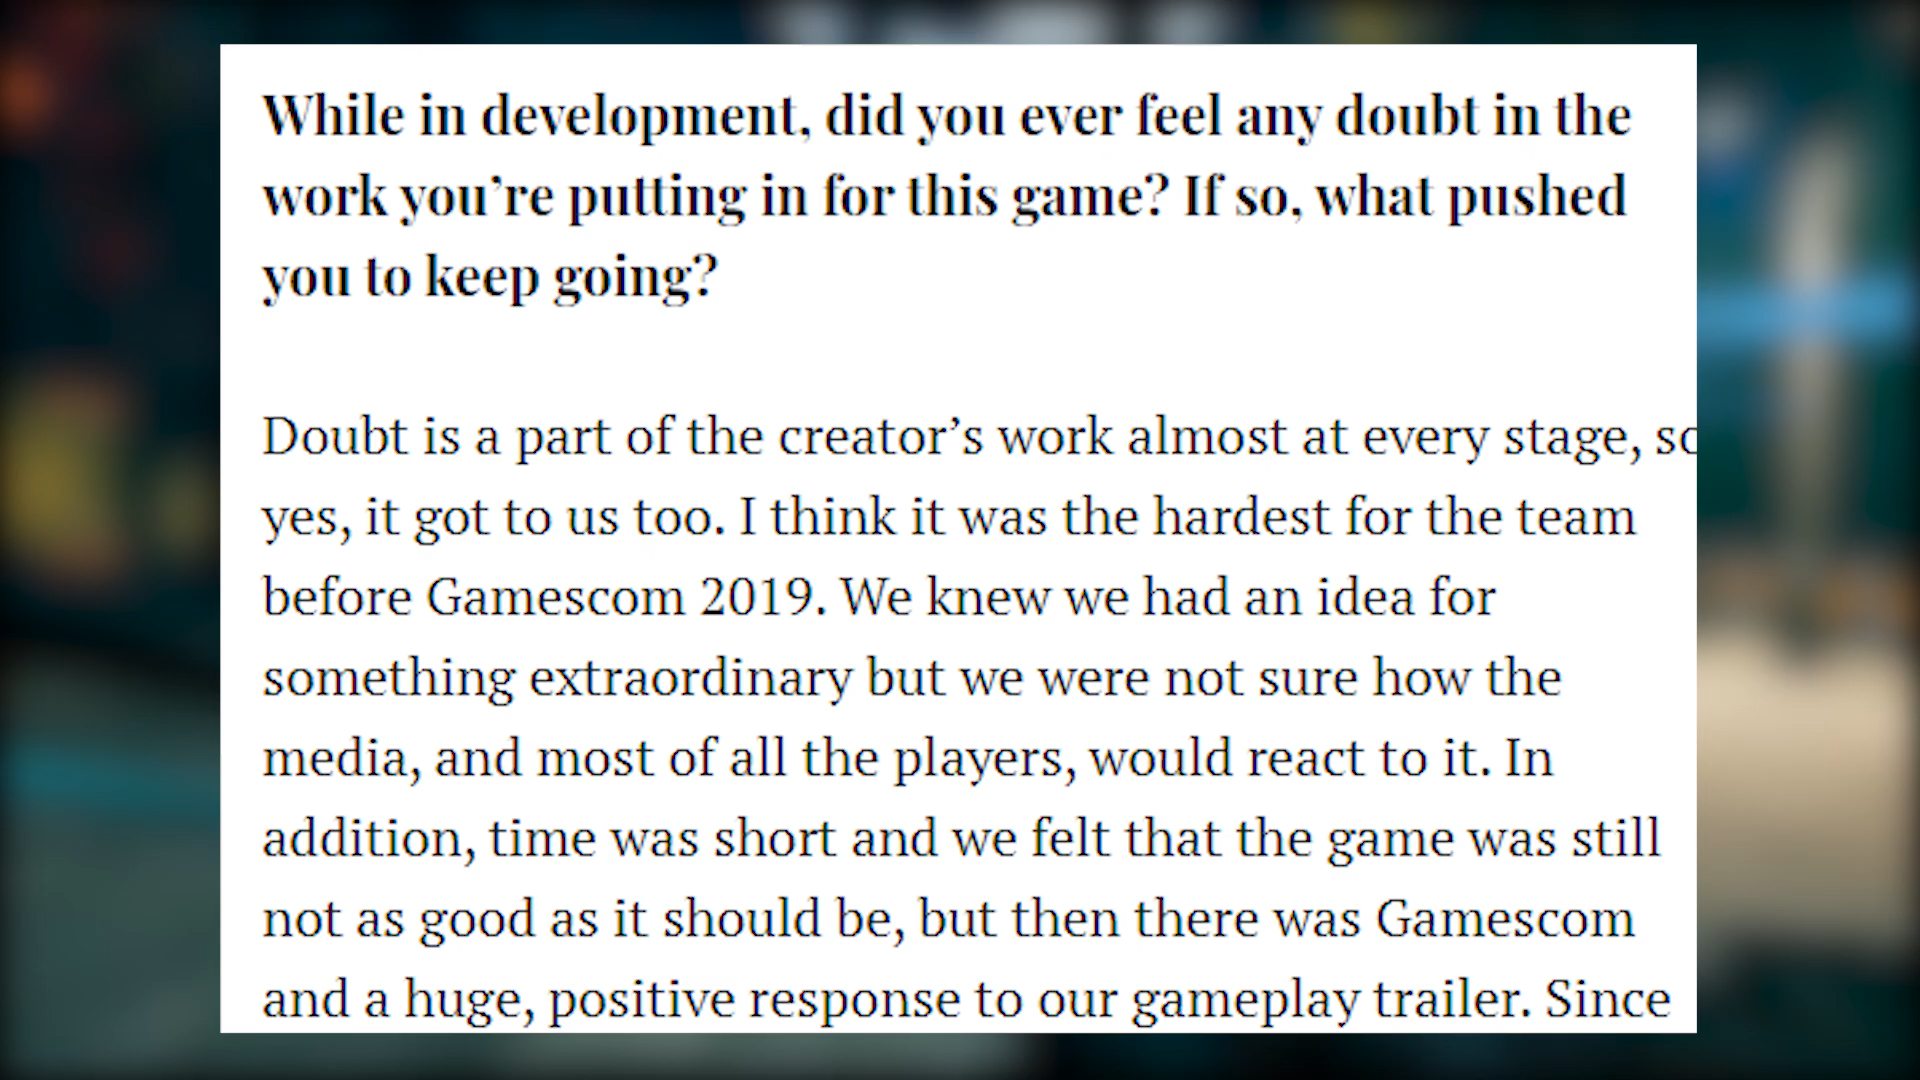 While in development, did you ever feel any doubt in the
work you’re putting in for this game? If so, what pushed
you to keep going?
Doubt is a part of the creator’s work almost at every stage, so
yes, it got to us too. I think it was the hardest for the team
before Gamescom 2019. We knew we had an idea for
something extraordinary but we were not sure how the
media, and most of all the players, would react to it. In
addition, time was short and we felt that the game was still
not as good as it should be, but then there was Gamescom
and a huge, positive response to our gameplay trailer. Since